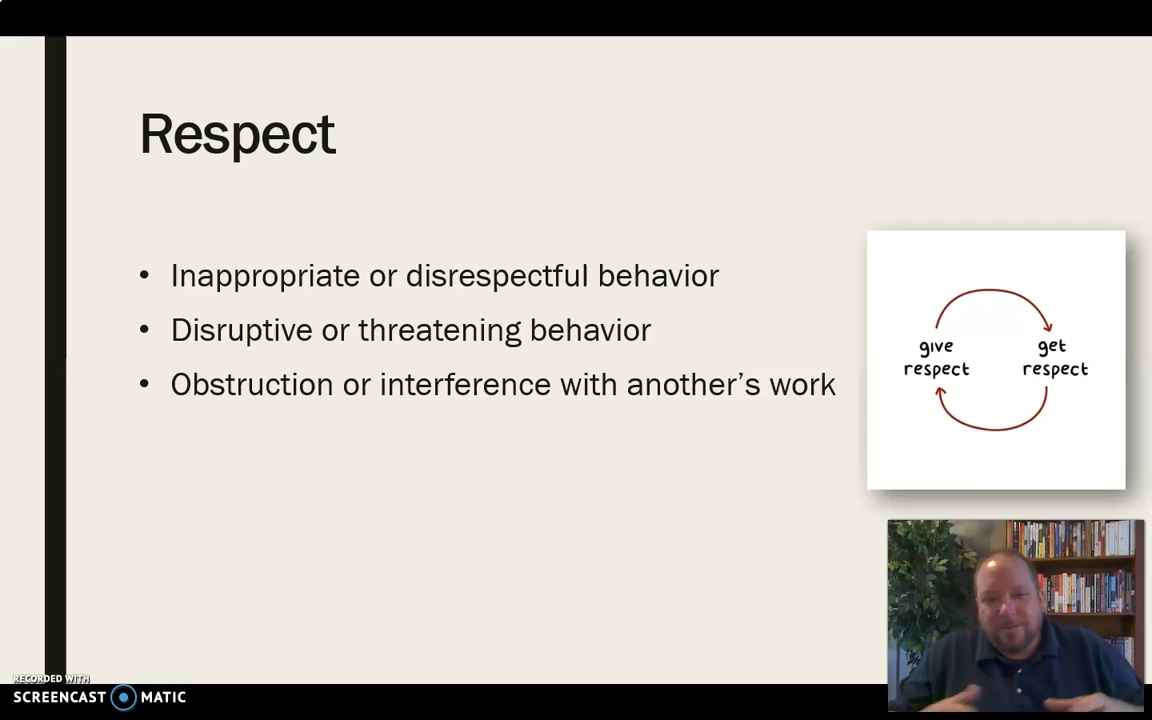 Respect
• Inappropriate or disrespectful behavior
• Disruptive or threatening behavior
• Obstruction or interference with another’s work
give
respect
get
respect
RECORDED WITH
SCREENCAST MATIC